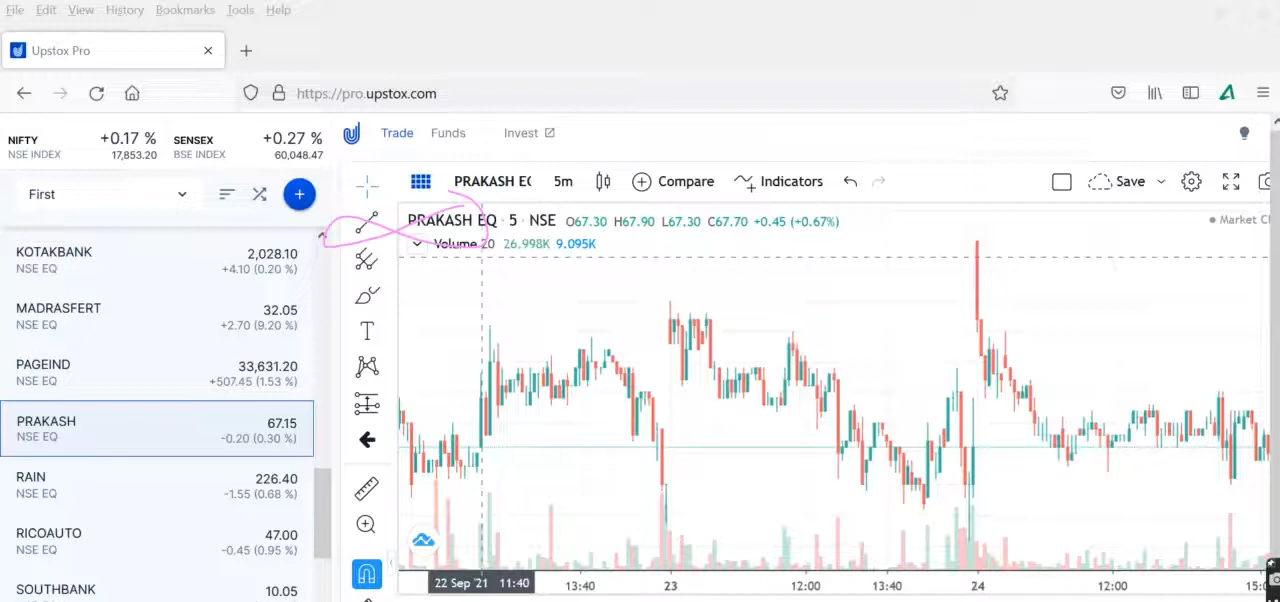 File Edit View History Bookmarks Tools Help
Upstox Pro
https://pro.upstox.com
NIFTY +0.17 % SENSEX +0.27 %
NSE INDEX 17,853.20 BSE INDEX 60,048.47
Trade Funds Invest
First
PRAKASH EQ 5m Compare Indicators Save
PRAKASH EQ · 5 · NSE O67.30 H67.90 L67.30 C67.70 +0.45 (+0.67%)
Market
Volume 20 26.998K 9.095K
KOTAKBANK 2,028.10
NSE EQ +4.10 (0.20 %)
MADRASFERT 32.05
NSE EQ +2.70 (9.20 %)
PAGEIND 33,631.20
NSE EQ +507.45 (1.53 %)
PRAKASH 67.15
NSE EQ -0.20 (0.30 %)
RAIN 226.40
NSE EQ -1.55 (0.68 %)
RICOAUTO 47.00
NSE EQ -0.45 (0.95 %)
SOUTHBANK 10.05
22 Sep '21 11:40 13:40 23 12:00 13:40 24 12:00 15:0